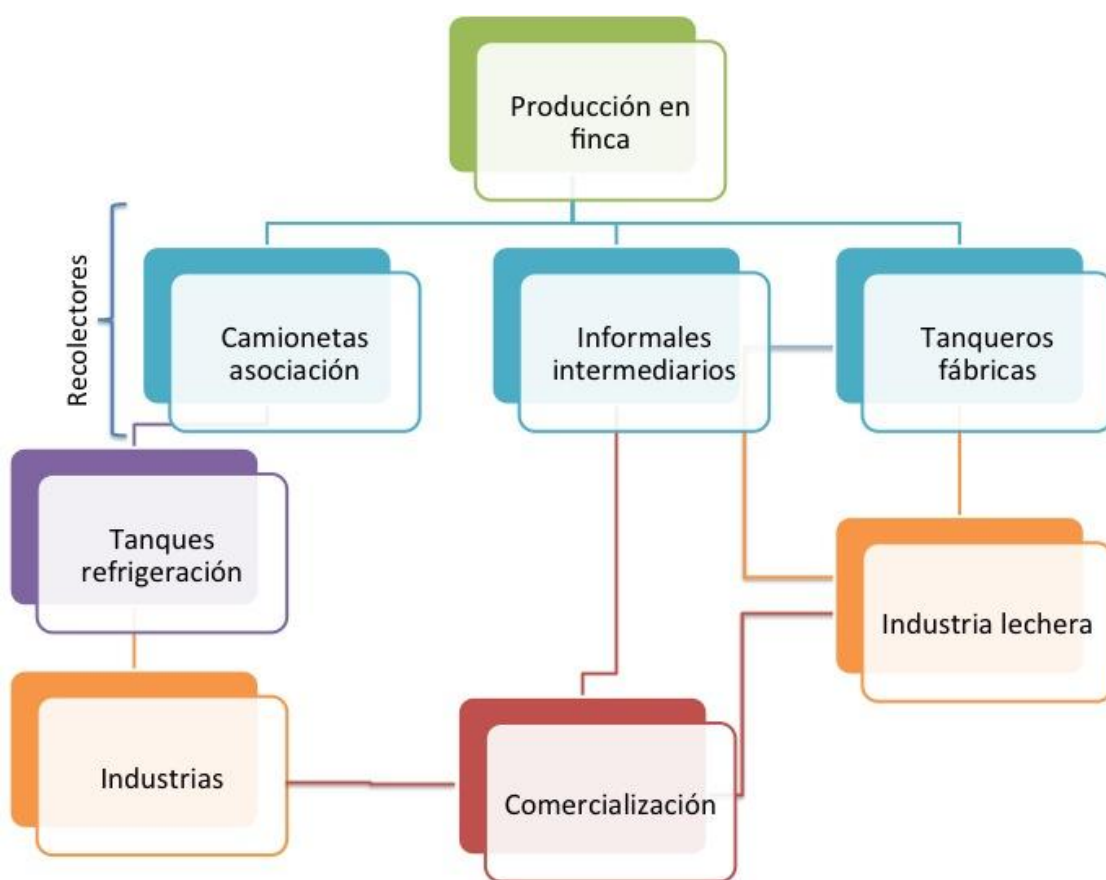 Producción en
finca
Recolectores
Camionetas
asociación
Informales
intermediarios
Tanqueros
fábricas
Tanques
refrigeración
Industria lechera
Industrias
Comercialización